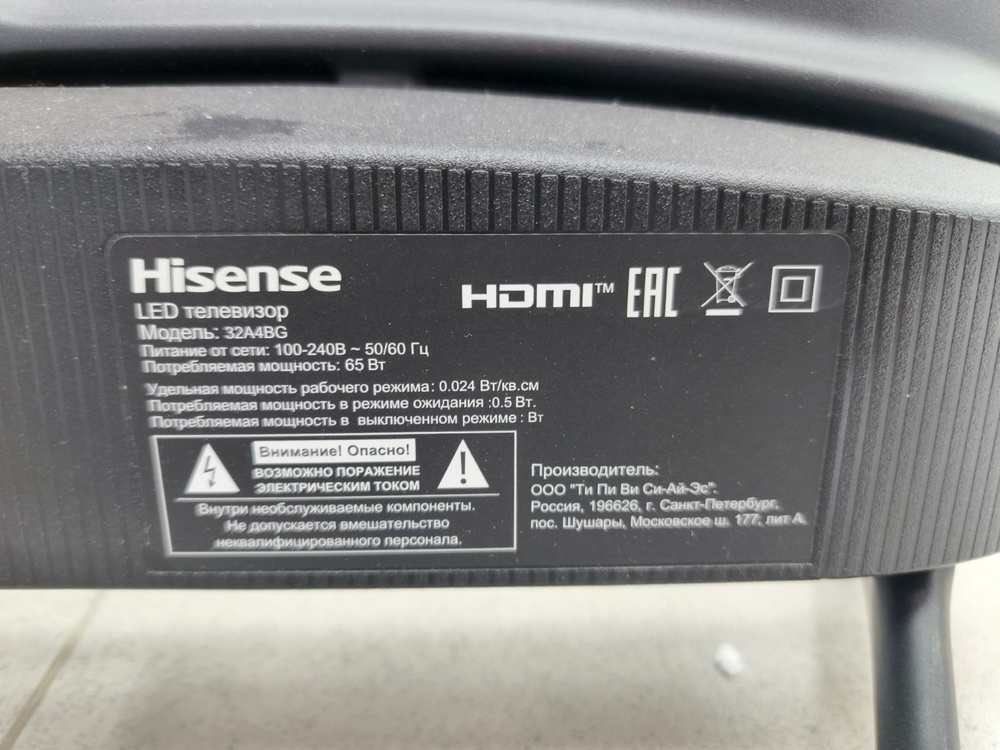 Hisense
HDMI™ EAC
LED телевизор
Модель: 32A4BG
Питание от сети: 100-240В ~ 50/60 Гц
Потребляемая мощность: 65 Вт
Удельная мощность рабочего режима: 0.024 Вт/кв.см
Потребляемая мощность в режиме ожидания :0.5 Вт.
Потребляемая мощность в выключенном режиме : Вт
Внимание! Опасно!
ВОЗМОЖНО ПОРАЖЕНИЕ
ЭЛЕКТРИЧЕСКИМ ТОКОМ
Внутри необслуживаемые компоненты.
Не допускается вмешательство
неквалифицированного персонала.
Производитель:
ООО "Ти Пи Ви Си-Ай-Эс".
Россия, 196626, г. Санкт-Петербург,
пос. Шушары, Московское ш. 177, лит А